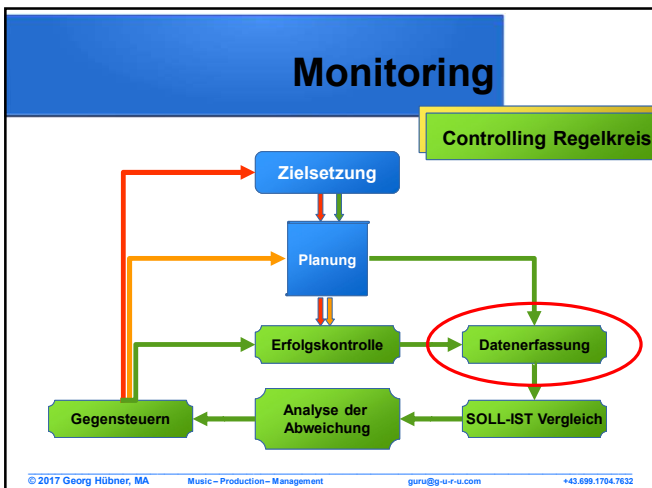 Monitoring
Controlling Regelkreis
Zielsetzung
Planung
Erfolgskontrolle
Datenerfassung
Gegensteuern
Analyse der
Abweichung
SOLL-IST Vergleich
© 2017 Georg Hübner, MA Music – Production – Management guru@g-u-r-u.com +43.699.1704.7632